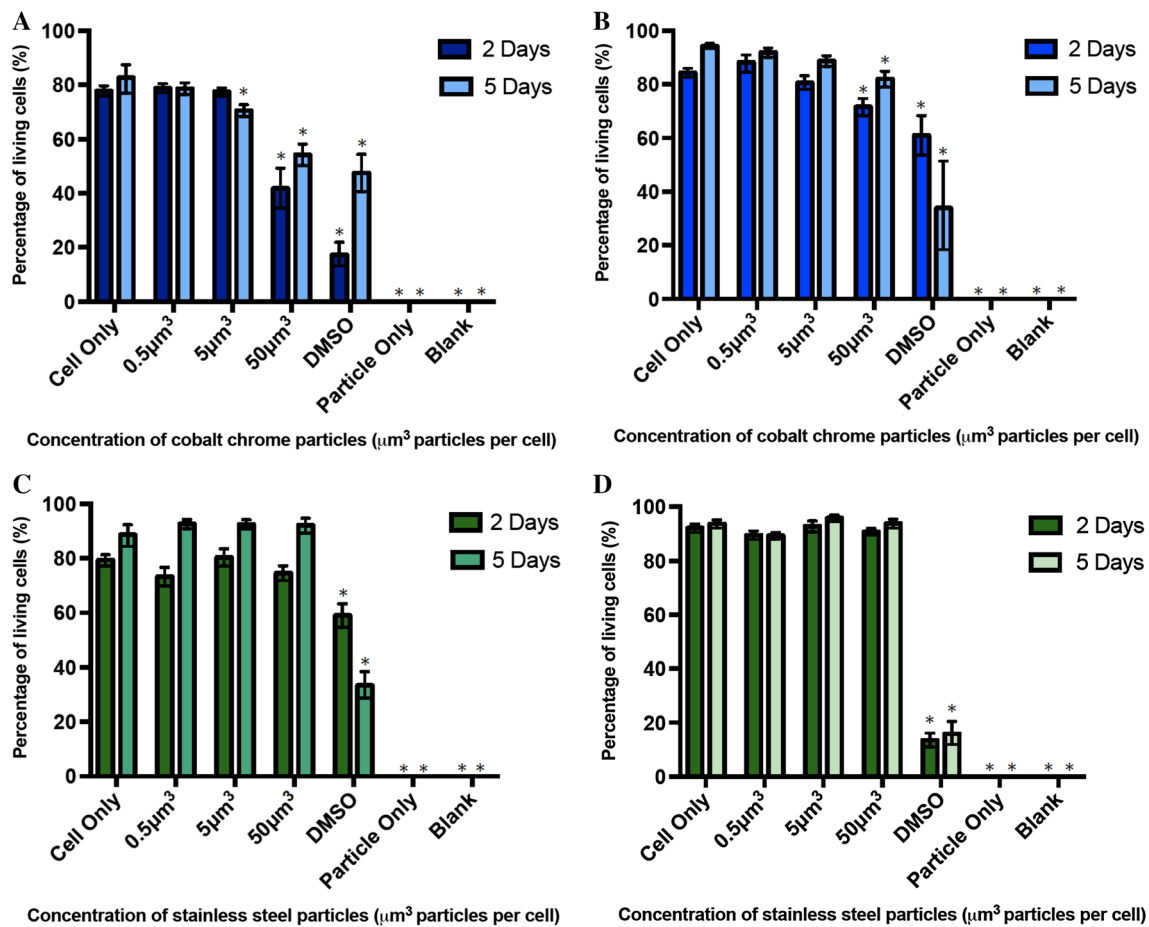 A
Percentage of living cells (%)
100
80
60
40
20
0
2 Days
5 Days
*
*
*
*
*
* *
* *
Cell Only
0.5µm³
5µm³
50µm³
DMSO
Particle Only
Blank
Concentration of cobalt chrome particles (µm³ particles per cell)
B
Percentage of living cells (%)
100
80
60
40
20
0
2 Days
5 Days
*
*
*
*
* *
* *
Cell Only
0.5µm³
5µm³
50µm³
DMSO
Particle Only
Blank
Concentration of cobalt chrome particles (µm³ particles per cell)
C
Percentage of living cells (%)
100
80
60
40
20
0
2 Days
5 Days
*
*
* *
* *
Cell Only
0.5µm³
5µm³
50µm³
DMSO
Particle Only
Blank
Concentration of stainless steel particles (µm³ particles per cell)
D
Percentage of living cells (%)
100
80
60
40
20
0
2 Days
5 Days
*
*
* *
* *
Cell Only
0.5µm³
5µm³
50µm³
DMSO
Particle Only
Blank
Concentration of stainless steel particles (µm³ particles per cell)